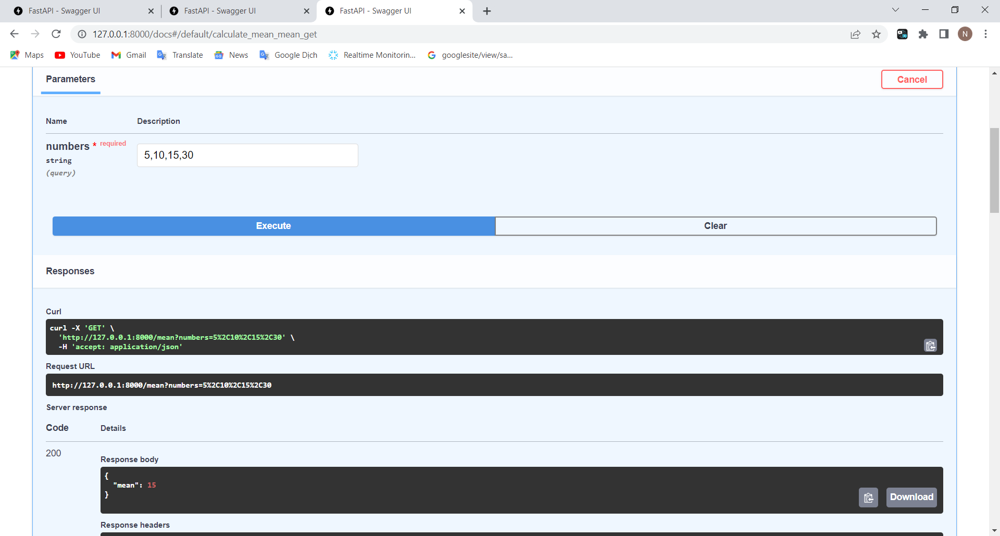 FastAPI - Swagger UI
FastAPI - Swagger UI
FastAPI - Swagger UI
127.0.0.1:8000/docs#/default/calculate_mean_mean_get
N
Maps
YouTube
Gmail
Translate
News
Google Dịch
Realtime Monitorin...
googlesite/view/sa...
Parameters
Cancel
Name
Description
numbers * required
string
(query)
5,10,15,30
Execute
Clear
Responses
Curl
curl -X 'GET' \
'http://127.0.0.1:8000/mean?numbers=5%2C10%2C15%2C30' \
-H 'accept: application/json'
Request URL
http://127.0.0.1:8000/mean?numbers=5%2C10%2C15%2C30
Server response
Code
Details
200
Response body
{
"mean": 15
}
Download
Response headers